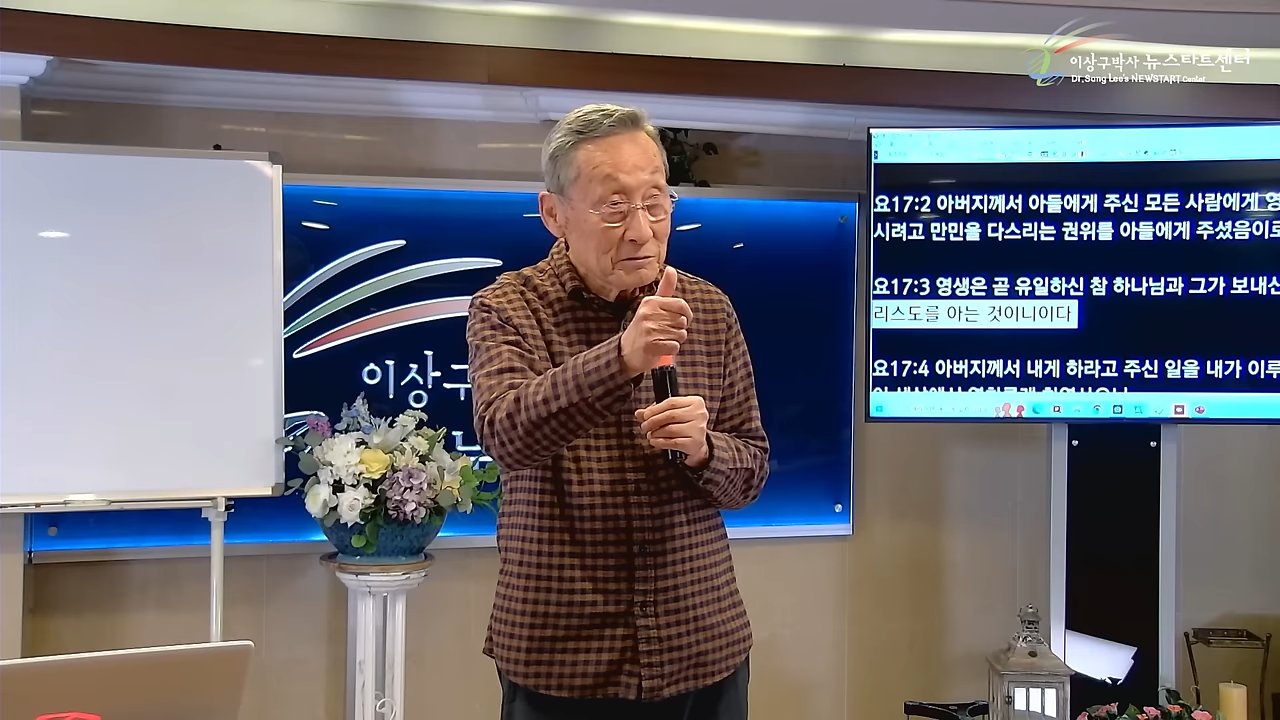 이상구박사 뉴스타트센터
Dr. Sang Lee's NEWSTART Center
이상구
요17:2 아버지께서 아들에게 주신 모든 사람에게 영
시려고 만민을 다스리는 권위를 아들에게 주셨음이로
요17:3 영생은 곧 유일하신 참 하나님과 그가 보내신
리스도를 아는 것이니이다
요17:4 아버지께서 내게 하라고 주신 일을 내가 이루